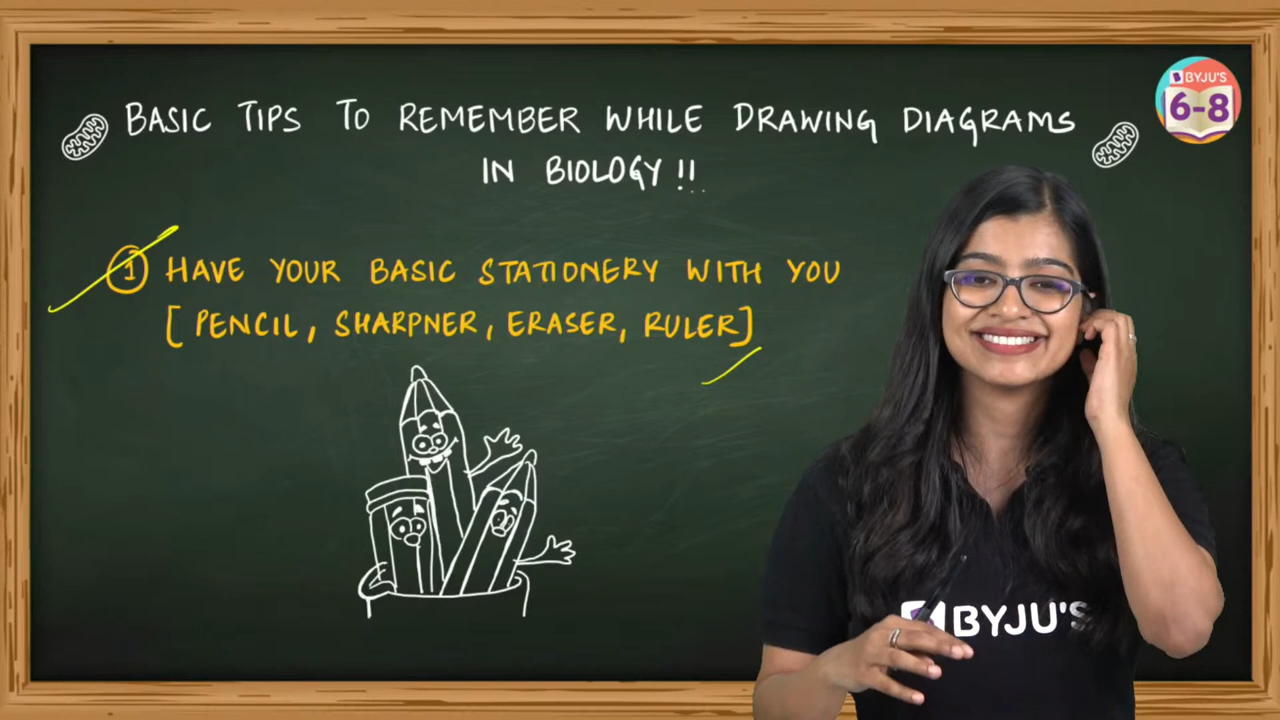 BASIC TIPS TO REMEMBER WHILE DRAWING DIAGRAMS
IN BIOLOGY !!
BYJU'S
6-8
1 HAVE YOUR BASIC STATIONERY WITH YOU
[ PENCIL, SHARPNER, ERASER, RULER]
BYJU'S